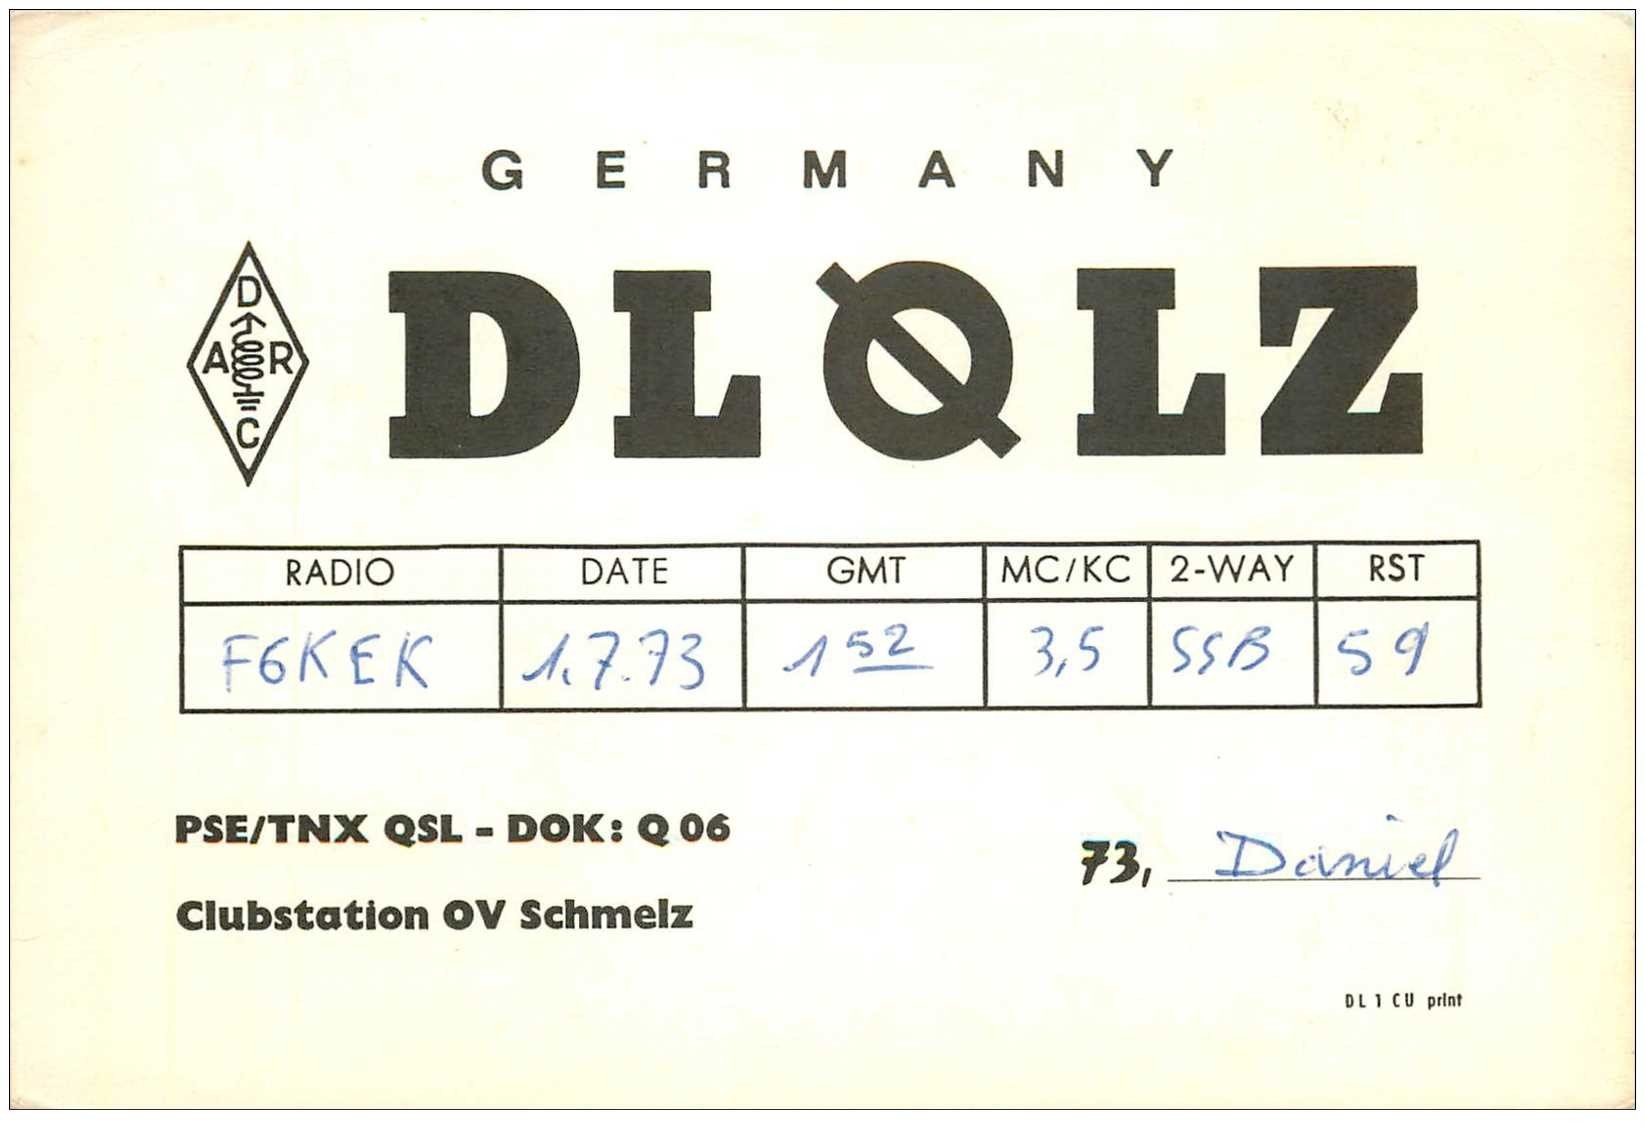 GERMANY
DARC
DLØLZ
RADIO DATE GMT MC/KC 2-WAY RST
F6KEK 1.7.73 1 52 3,5 SSB 59
PSE/TNX QSL - DOK: Q 06
73, Daniel
Clubstation OV Schmelz
DL 1 CU print